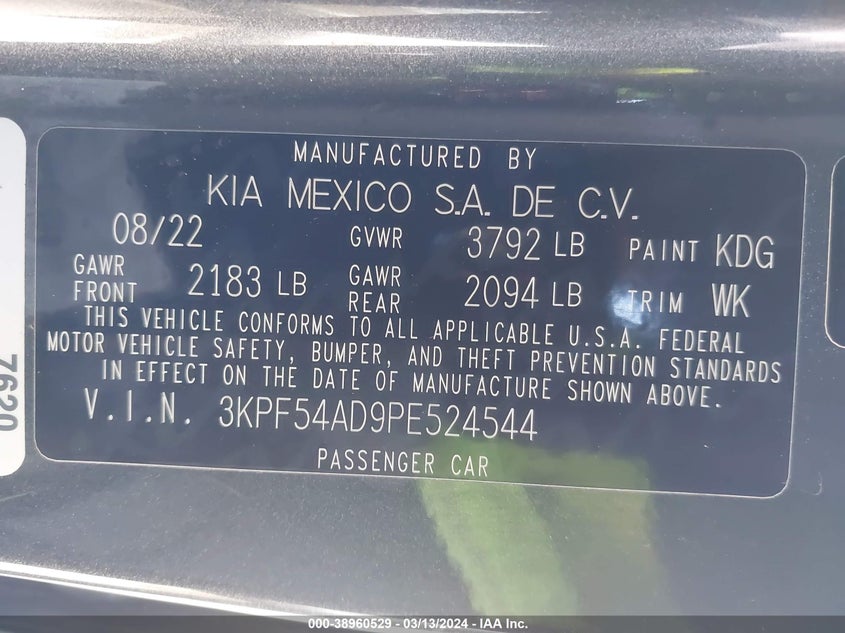 MANUFACTURED BY
KIA MEXICO S.A. DE C.V.
08/22 GVWR 3792 LB PAINT KDG
GAWR FRONT 2183 LB GAWR REAR 2094 LB TRIM WK
THIS VEHICLE CONFORMS TO ALL APPLICABLE U.S.A. FEDERAL
MOTOR VEHICLE SAFETY, BUMPER, AND THEFT PREVENTION STANDARDS
IN EFFECT ON THE DATE OF MANUFACTURE SHOWN ABOVE.
V.I.N. 3KPF54AD9PE524544
PASSENGER CAR
7620
000-38960529 - 03/13/2024 - IAA Inc.